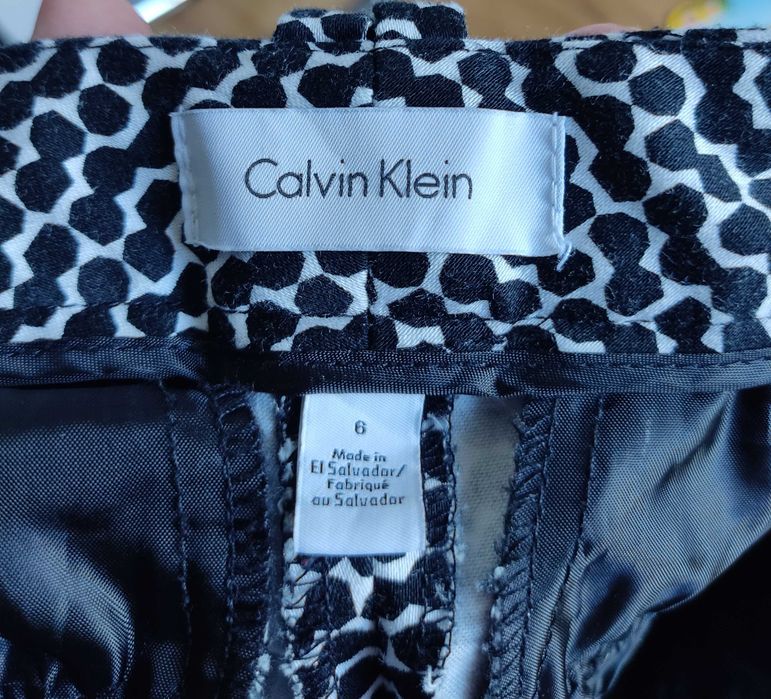 Calvin Klein
6
Made in
El Salvador/
Fabriqué
au Salvador